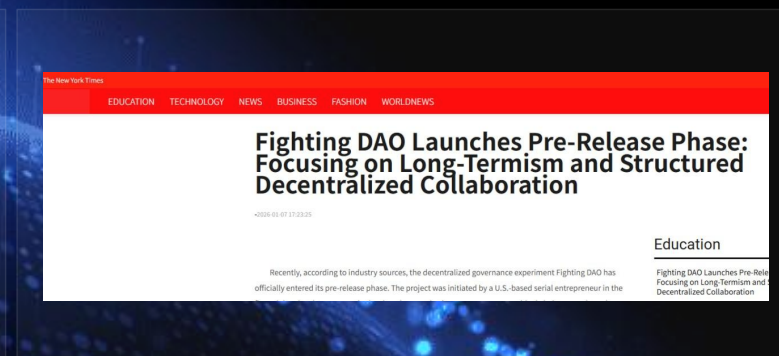 The New York Times
EDUCATION TECHNOLOGY NEWS BUSINESS FASHION WORLDNEWS
Fighting DAO Launches Pre-Release Phase:
Focusing on Long-Termism and Structured
Decentralized Collaboration
•2026-01-07 17:23:25
Education
Recently, according to industry sources, the decentralized governance experiment Fighting DAO has
officially entered its pre-release phase. The project was initiated by a U.S.-based serial entrepreneur in the
Fighting DAO Launches Pre-Rele
Focusing on Long-Termism and
Decentralized Collaboration